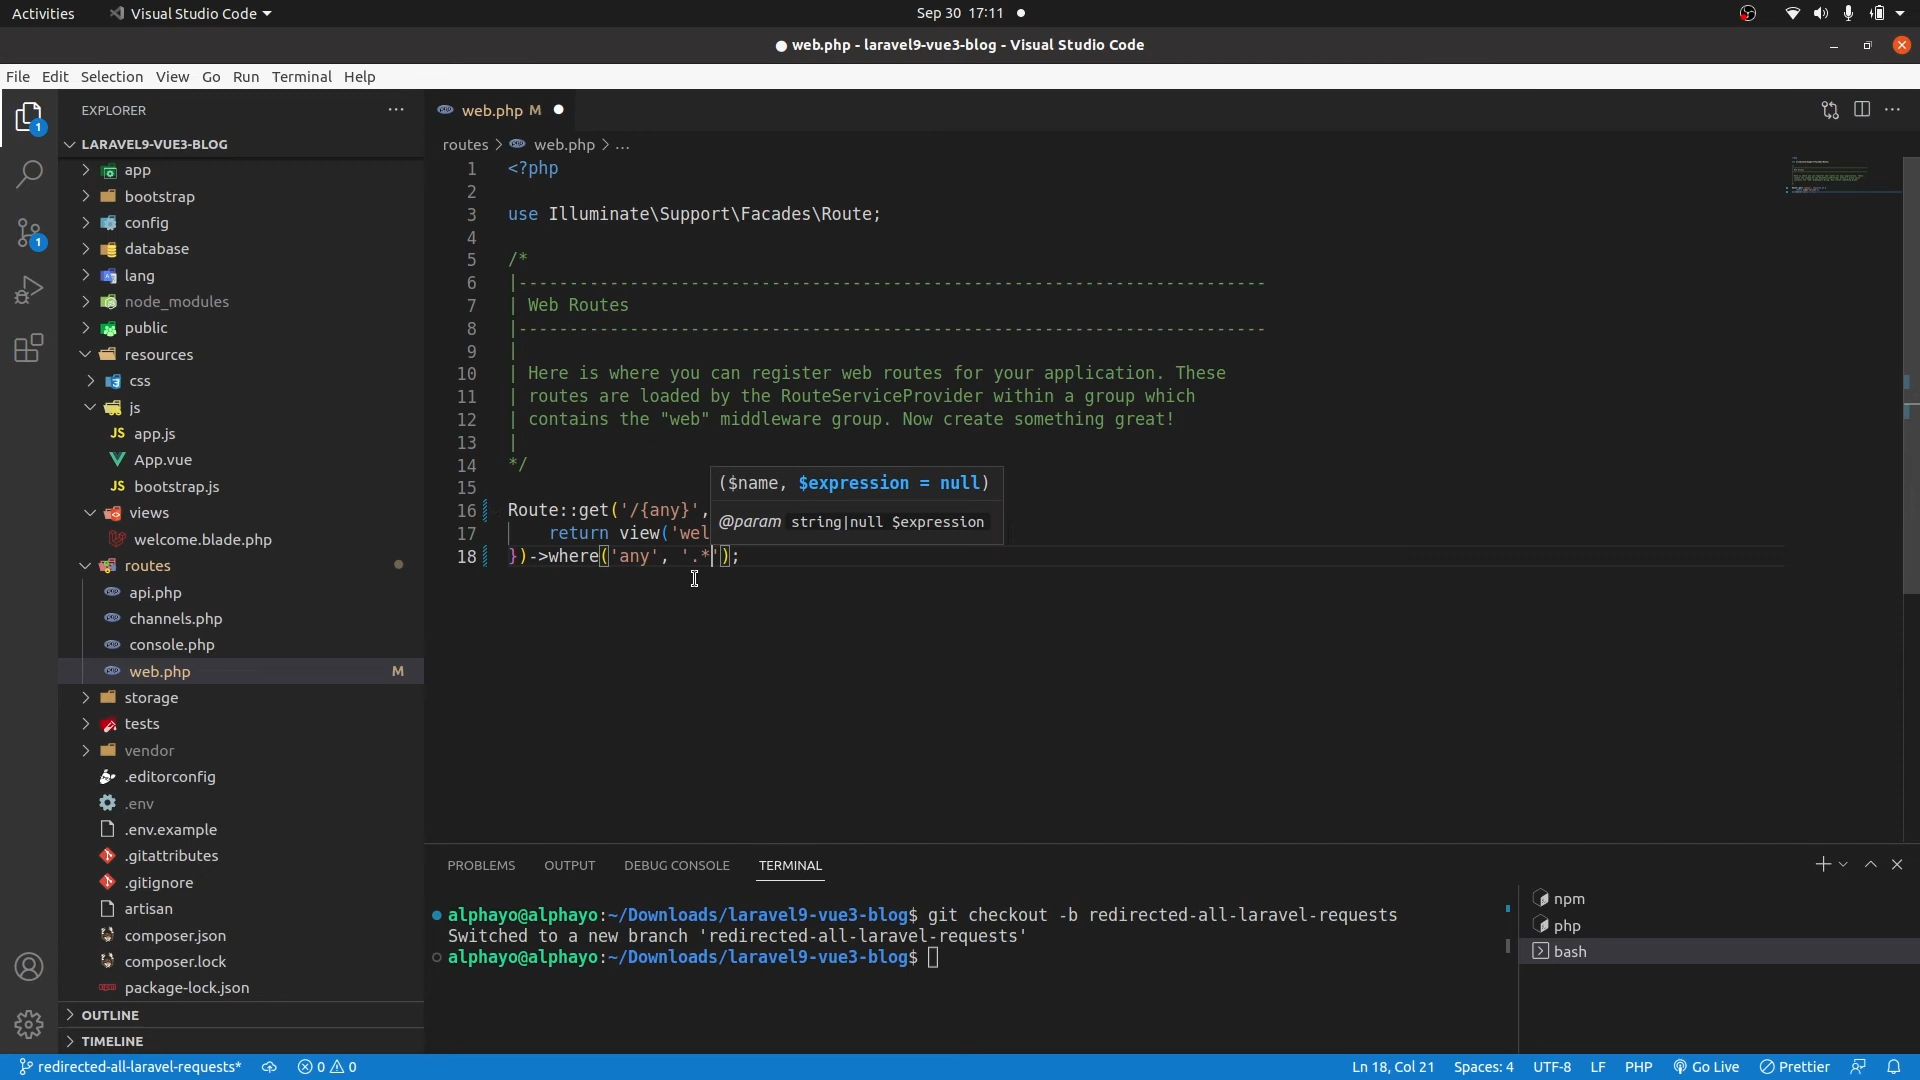 Activities
Visual Studio Code
Sep 30 17:11
web.php - laravel9-vue3-blog - Visual Studio Code
File Edit Selection View Go Run Terminal Help
1
1
EXPLORER
LARAVEL9-VUE3-BLOG
app
bootstrap
config
database
lang
node_modules
public
resources
css
js
JS app.js
App.vue
JS bootstrap.js
views
welcome.blade.php
routes
api.php
channels.php
console.php
web.php M
storage
tests
vendor
.editorconfig
.env
.env.example
.gitattributes
.gitignore
artisan
composer.json
composer.lock
package-lock.json
OUTLINE
TIMELINE
web.php M
routes > web.php > ...
1 <?php
2
3 use Illuminate\Support\Facades\Route;
4
5 /*
6 |--------------------------------------------------------------------------
7 | Web Routes
8 |--------------------------------------------------------------------------
9 |
10 | Here is where you can register web routes for your application. These
11 | routes are loaded by the RouteServiceProvider within a group which
12 | contains the "web" middleware group. Now create something great!
13 |
14 */
15
16 Route::get('/{any}',
17 return view('wel
18 })->where('any', '.*');
($name, $expression = null)
@param string|null $expression
PROBLEMS OUTPUT DEBUG CONSOLE TERMINAL
alphayo@alphayo:~/Downloads/laravel9-vue3-blog$ git checkout -b redirected-all-laravel-requests
Switched to a new branch 'redirected-all-laravel-requests'
alphayo@alphayo:~/Downloads/laravel9-vue3-blog$
npm
php
bash
redirected-all-laravel-requests* 0 0 Ln 18, Col 21 Spaces: 4 UTF-8 LF PHP Go Live Prettier